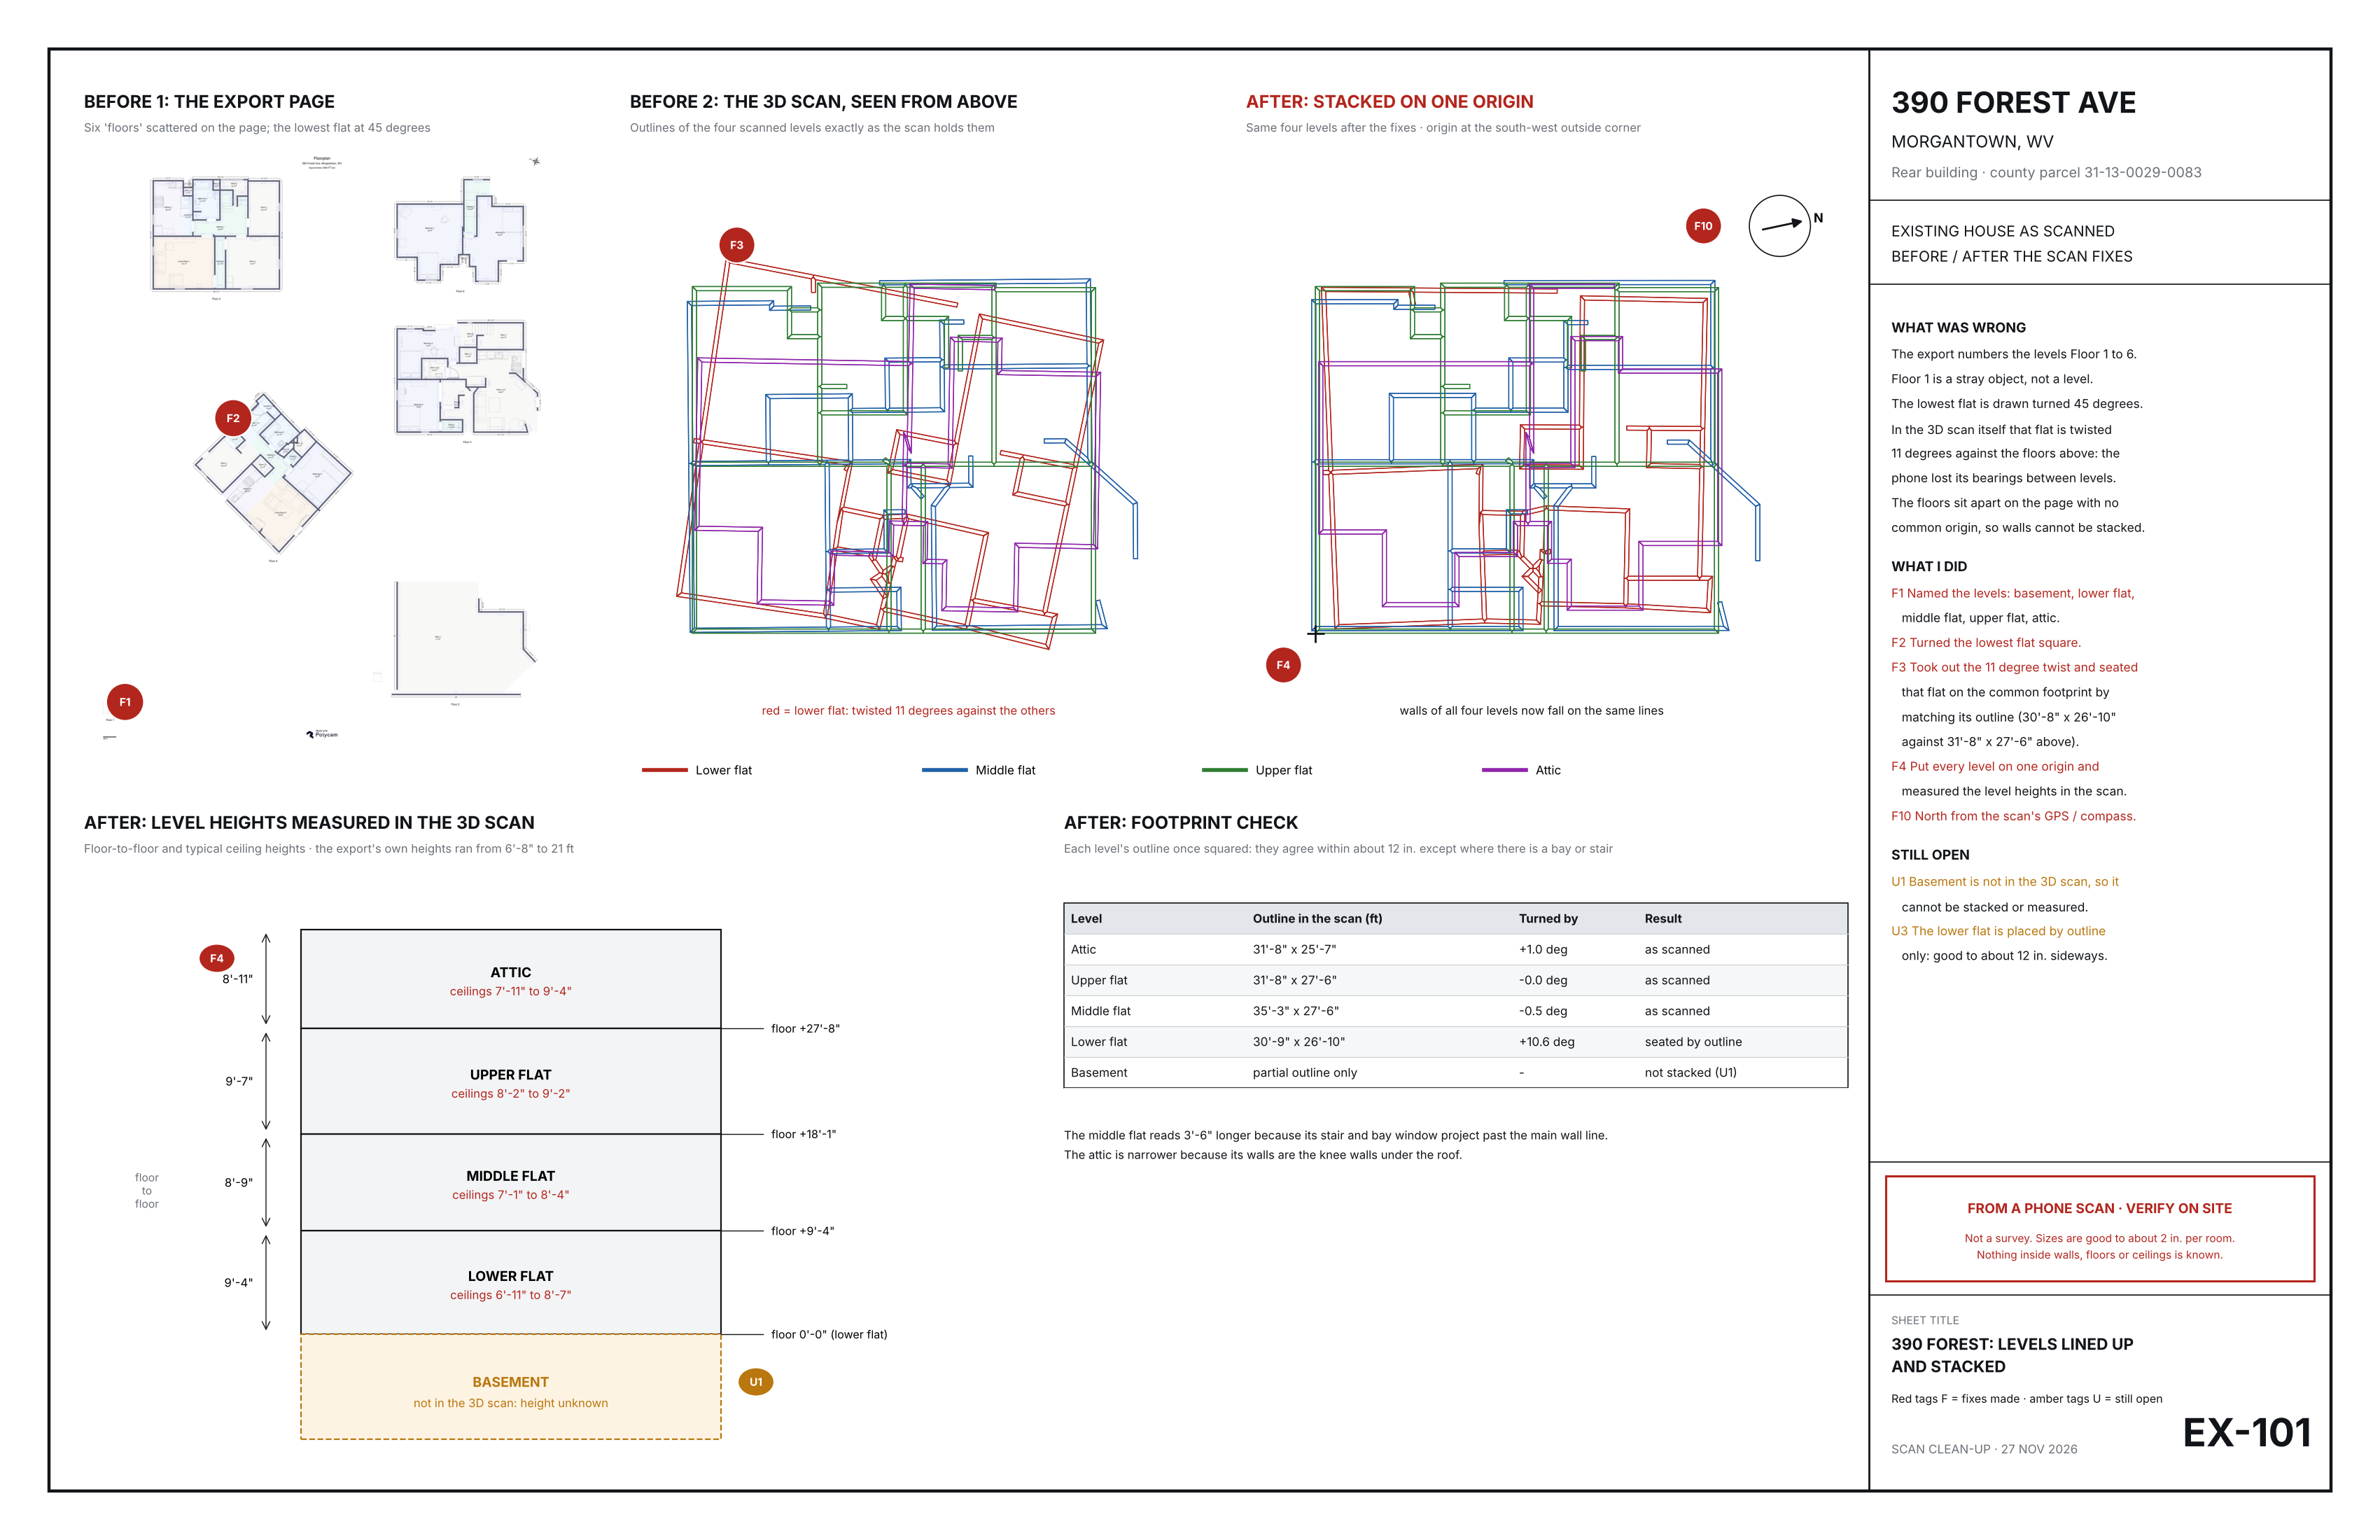 BEFORE 1: THE EXPORT PAGE
Six 'floors' scattered on the page; the lowest flat at 45 degrees
Floorplan
F2
F1
Polycam
BEFORE 2: THE 3D SCAN, SEEN FROM ABOVE
Outlines of the four scanned levels exactly as the scan holds them
F3
red = lower flat: twisted 11 degrees against the others
AFTER: STACKED ON ONE ORIGIN
Same four levels after the fixes · origin at the south-west outside corner
F10
N
F4
walls of all four levels now fall on the same lines
Lower flat
Middle flat
Upper flat
Attic
AFTER: LEVEL HEIGHTS MEASURED IN THE 3D SCAN
Floor-to-floor and typical ceiling heights · the export's own heights ran from 6'-8" to 21 ft
F4
8'-11"
ATTIC
ceilings 7'-11" to 9'-4"
floor +27'-8"
9'-7"
UPPER FLAT
ceilings 8'-2" to 9'-2"
floor +18'-1"
floor
to
floor
8'-9"
MIDDLE FLAT
ceilings 7'-1" to 8'-4"
floor +9'-4"
9'-4"
LOWER FLAT
ceilings 6'-11" to 8'-7"
floor 0'-0" (lower flat)
BASEMENT
not in the 3D scan: height unknown
U1
AFTER: FOOTPRINT CHECK
Each level's outline once squared: they agree within about 12 in. except where there is a bay or stair
Level Outline in the scan (ft) Turned by Result
Attic 31'-8" x 25'-7" +1.0 deg as scanned
Upper flat 31'-8" x 27'-6" -0.0 deg as scanned
Middle flat 35'-3" x 27'-6" -0.5 deg as scanned
Lower flat 30'-9" x 26'-10" +10.6 deg seated by outline
Basement partial outline only - not stacked (U1)
The middle flat reads 3'-6" longer because its stair and bay window project past the main wall line.
The attic is narrower because its walls are the knee walls under the roof.
390 FOREST AVE
MORGANTOWN, WV
Rear building · county parcel 31-13-0029-0083
EXISTING HOUSE AS SCANNED
BEFORE / AFTER THE SCAN FIXES
WHAT WAS WRONG
The export numbers the levels Floor 1 to 6.
Floor 1 is a stray object, not a level.
The lowest flat is drawn turned 45 degrees.
In the 3D scan itself that flat is twisted
11 degrees against the floors above: the
phone lost its bearings between levels.
The floors sit apart on the page with no
common origin, so walls cannot be stacked.
WHAT I DID
F1 Named the levels: basement, lower flat,
middle flat, upper flat, attic.
F2 Turned the lowest flat square.
F3 Took out the 11 degree twist and seated
that flat on the common footprint by
matching its outline (30'-8" x 26'-10"
against 31'-8" x 27'-6" above).
F4 Put every level on one origin and
measured the level heights in the scan.
F10 North from the scan's GPS / compass.
STILL OPEN
U1 Basement is not in the 3D scan, so it
cannot be stacked or measured.
U3 The lower flat is placed by outline
only: good to about 12 in. sideways.
FROM A PHONE SCAN · VERIFY ON SITE
Not a survey. Sizes are good to about 2 in. per room.
Nothing inside walls, floors or ceilings is known.
SHEET TITLE
390 FOREST: LEVELS LINED UP
AND STACKED
Red tags F = fixes made · amber tags U = still open
SCAN CLEAN-UP · 27 NOV 2026
EX-101